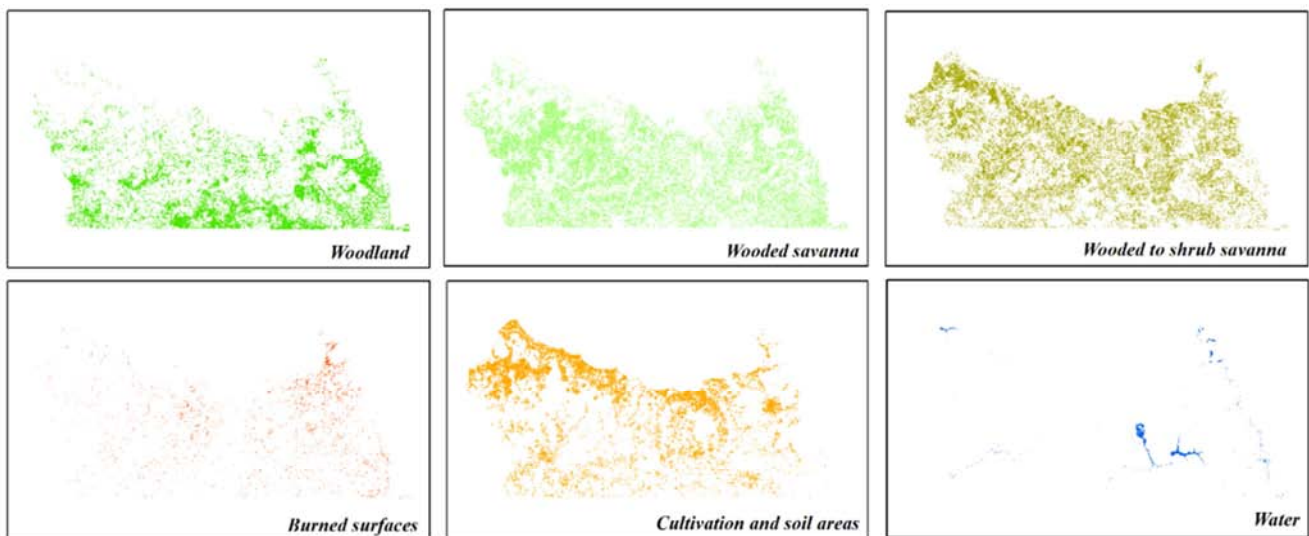 Woodland
Wooded savanna
Wooded to shrub savanna
Burned surfaces
Cultivation and soil areas
Water